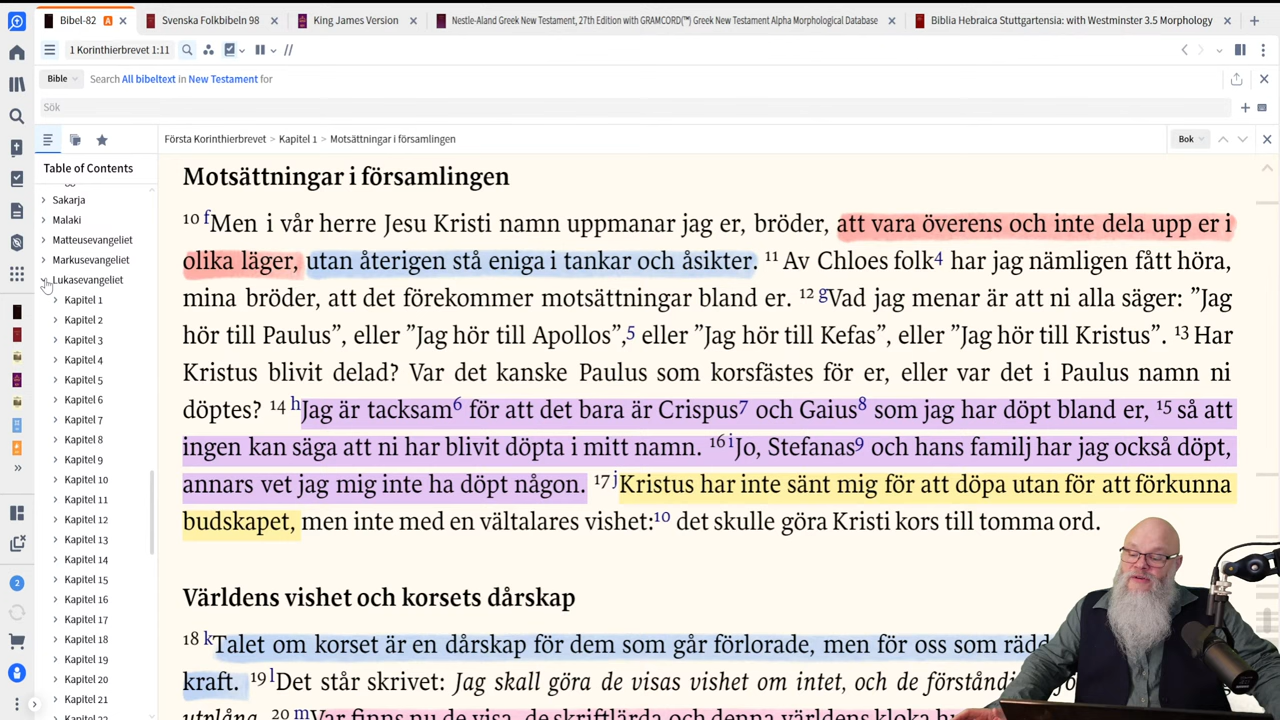 Bibel-82 A
Svenska Folkbibeln 98
King James Version
Nestle-Aland Greek New Testament, 27th Edition with GRAMCORD(™) Greek New Testament Alpha Morphological Database
Biblia Hebraica Stuttgartensia: with Westminster 3.5 Morphology
1 Korinthierbrevet 1:11
Bible Search All bibeltext in New Testament for
Sök
Första Korinthierbrevet > Kapitel 1 > Motsättningar i församlingen
Bok
Table of Contents
Sakarja
Malaki
Matteusevangeliet
Markusevangeliet
Lukasevangeliet
Kapitel 1
Kapitel 2
Kapitel 3
Kapitel 4
Kapitel 5
Kapitel 6
Kapitel 7
Kapitel 8
Kapitel 9
Kapitel 10
Kapitel 11
Kapitel 12
Kapitel 13
Kapitel 14
Kapitel 15
Kapitel 16
Kapitel 17
Kapitel 18
Kapitel 19
Kapitel 20
Kapitel 21
2
Motsättningar i församlingen
10 f Men i vår herre Jesu Kristi namn uppmanar jag er, bröder, att vara överens och inte dela upp er i
olika läger, utan återigen stå eniga i tankar och åsikter. 11 Av Chloes folk4 har jag nämligen fått höra,
mina bröder, att det förekommer motsättningar bland er. 12 g Vad jag menar är att ni alla säger: ”Jag
hör till Paulus”, eller ”Jag hör till Apollos”,5 eller ”Jag hör till Kefas”, eller ”Jag hör till Kristus”. 13 Har
Kristus blivit delad? Var det kanske Paulus som korsfästes för er, eller var det i Paulus namn ni
döptes? 14 h Jag är tacksam6 för att det bara är Crispus7 och Gaius8 som jag har döpt bland er, 15 så att
ingen kan säga att ni har blivit döpta i mitt namn. 16 i Jo, Stefanas9 och hans familj har jag också döpt,
annars vet jag mig inte ha döpt någon. 17 j Kristus har inte sänt mig för att döpa utan för att förkunna
budskapet, men inte med en vältalares vishet:10 det skulle göra Kristi kors till tomma ord.
Världens vishet och korsets dårskap
18 k Talet om korset är en dårskap för dem som går förlorade, men för oss som rädd
kraft. 19 l Det står skrivet: Jag skall göra de visas vishet om intet, och de förståndi
utplåna. 20 m Var finns nu de visa, de skriftlärda och denna världens kloka